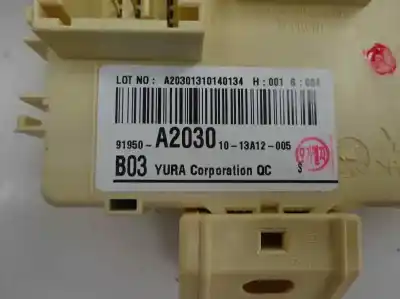 LOT NO : A20301310140134 H : 001 G : 004
91950- A2030 10-13A12-005
B03 YURA Corporation QC
S